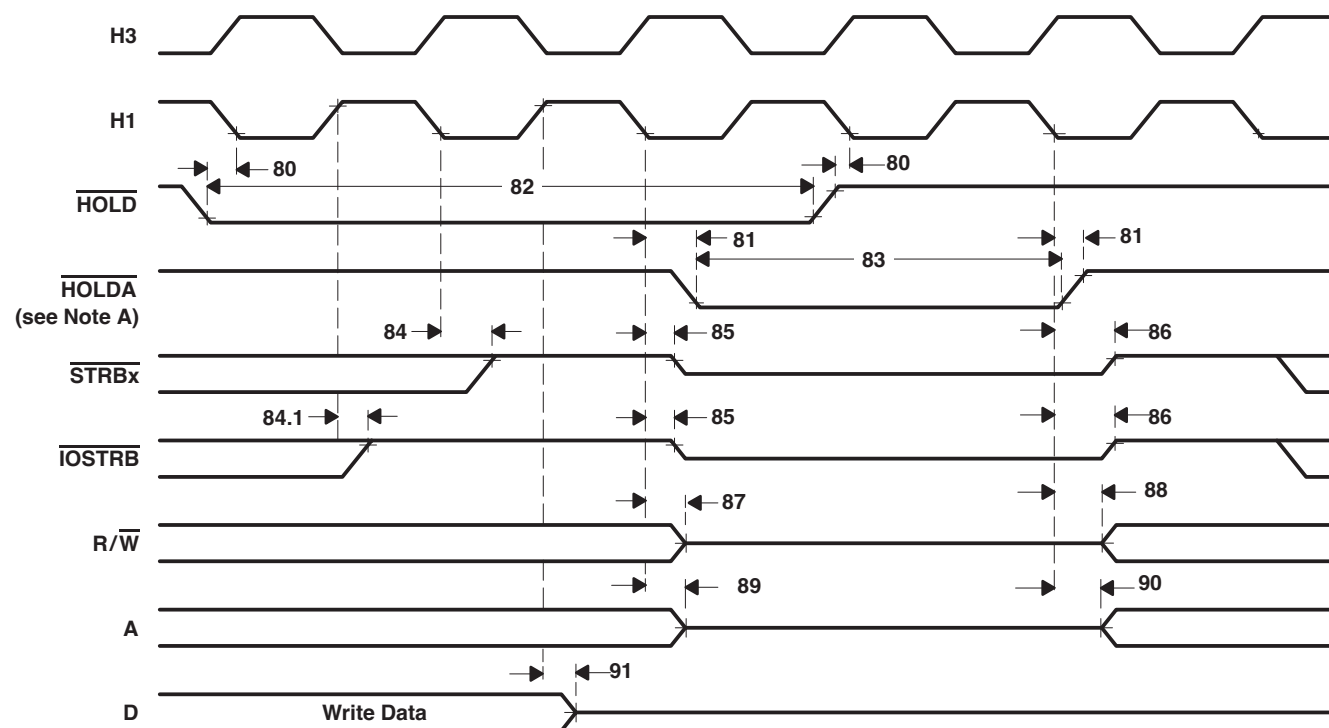 H3
H1
80
80
82
HOLD
81
81
83
HOLDA
(see Note A)
84
85
86
STRBx
84.1
85
86
IOSTRB
87
88
R/W
89
90
A
91
D
Write Data